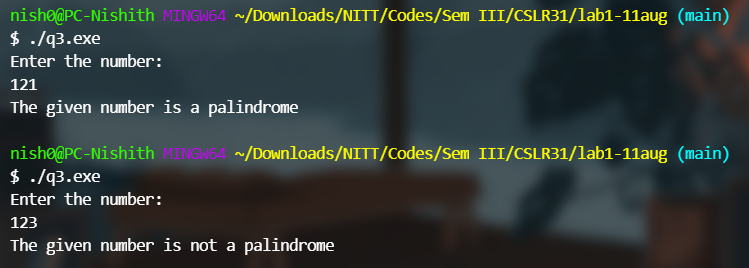 nish0@PC-Nishith MINGW64 ~/Downloads/NITT/Codes/Sem III/CSLR31/lab1-11aug (main)
$ ./q3.exe
Enter the number:
121
The given number is a palindrome
nish0@PC-Nishith MINGW64 ~/Downloads/NITT/Codes/Sem III/CSLR31/lab1-11aug (main)
$ ./q3.exe
Enter the number:
123
The given number is not a palindrome